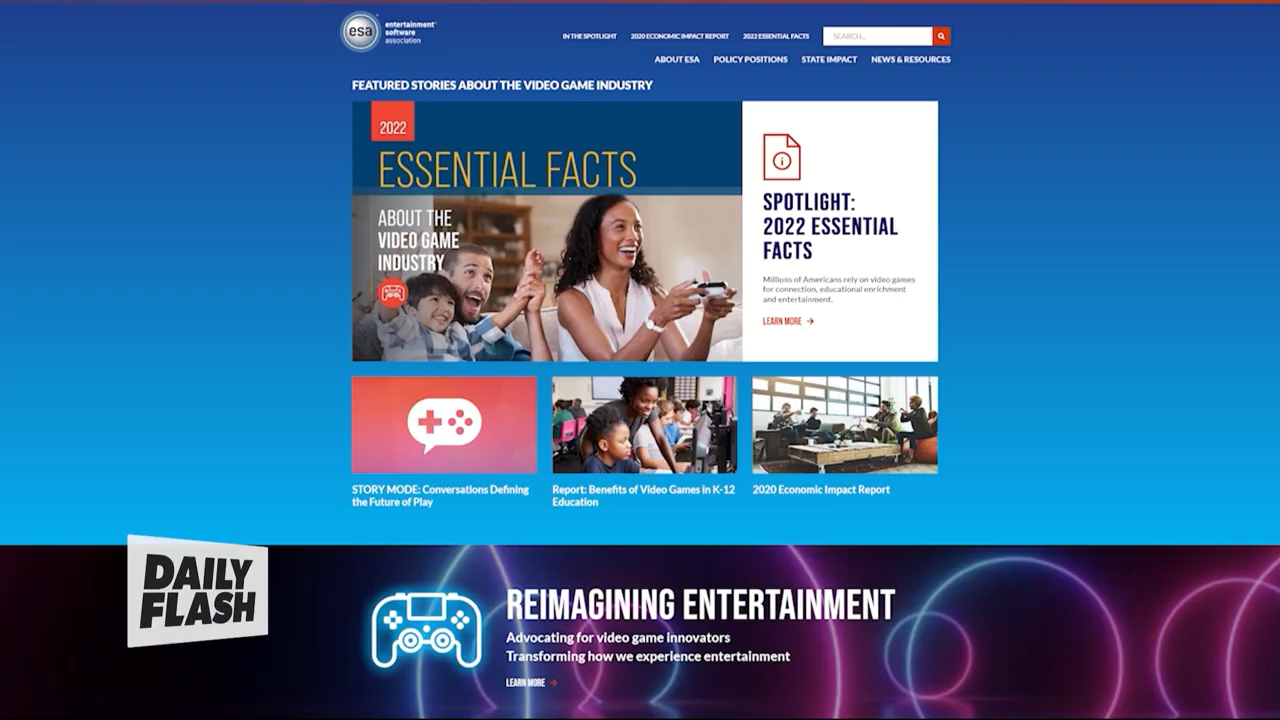 esa
entertainment
software
association
IN THE SPOTLIGHT
2020 ECONOMIC IMPACT REPORT
2022 ESSENTIAL FACTS
SEARCH...
ABOUT ESA
POLICY POSITIONS
STATE IMPACT
NEWS & RESOURCES
FEATURED STORIES ABOUT THE VIDEO GAME INDUSTRY
2022
ESSENTIAL FACTS
ABOUT THE
VIDEO GAME
INDUSTRY
SPOTLIGHT:
2022 ESSENTIAL
FACTS
Millions of Americans rely on video games
for connection, educational enrichment
and entertainment.
LEARN MORE →
STORY MODE: Conversations Defining
the Future of Play
Report: Benefits of Video Games in K-12
Education
2020 Economic Impact Report
DAILY
FLASH
REIMAGINING ENTERTAINMENT
Advocating for video game innovators
Transforming how we experience entertainment
LEARN MORE →